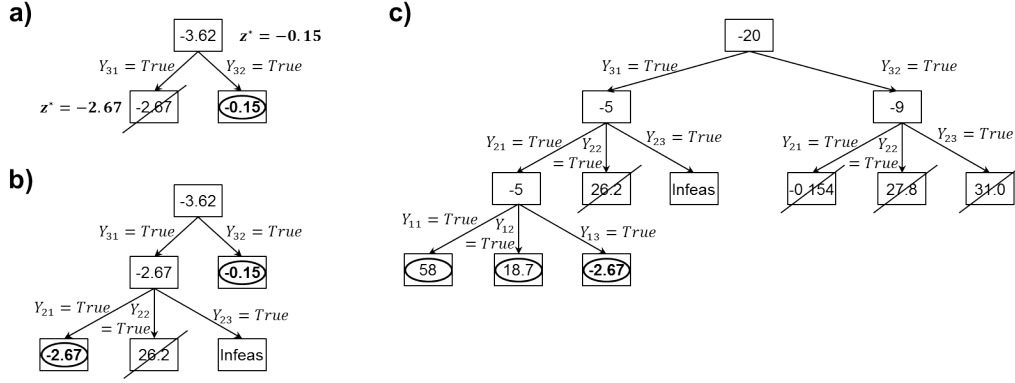 a)
-3.62 z* = −0.15
Y31 = True Y32 = True
z* = −2.67 -2.67 -0.15
b)
-3.62
Y31 = True Y32 = True
-2.67 -0.15
Y21 = True Y22 = True Y23 = True
-2.67 26.2 Infeas
c)
-20
Y31 = True Y32 = True
-5 -9
Y21 = True Y22 = True Y23 = True Y21 = True Y22 = True Y23 = True
-5 26.2 Infeas -0.154 27.8 31.0
Y11 = True Y12 = True Y13 = True
58 18.7 -2.67